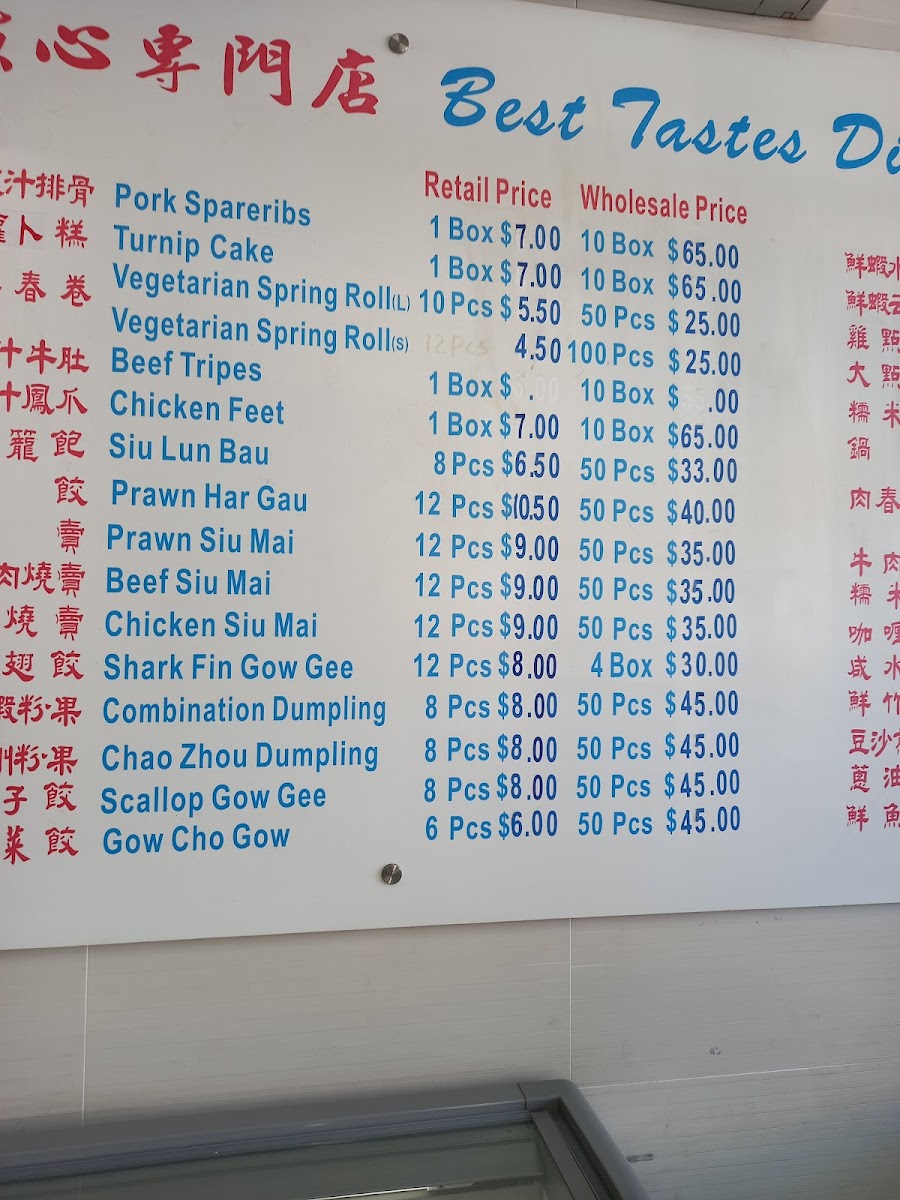 心專門店 Best Tastes Di
Retail Price Wholesale Price
汁排骨 Pork Spareribs 1 Box $7.00 10 Box $65.00
卜糕 Turnip Cake 1 Box $7.00 10 Box $65.00
春卷 Vegetarian Spring Roll(L) 10 Pcs $5.50 50 Pcs $25.00
Vegetarian Spring Roll(S) 12 Pcs 4.50 100 Pcs $25.00
汁牛肚 Beef Tripes 1 Box $ . 10 Box $ .00
汁鳳爪 Chicken Feet 1 Box $7.00 10 Box $65.00
籠飽 Siu Lun Bau 8 Pcs $6.50 50 Pcs $33.00
餃 Prawn Har Gau 12 Pcs $10.50 50 Pcs $40.00
賣 Prawn Siu Mai 12 Pcs $9.00 50 Pcs $35.00
肉燒賣 Beef Siu Mai 12 Pcs $9.00 50 Pcs $35.00
燒賣 Chicken Siu Mai 12 Pcs $9.00 50 Pcs $35.00
翅餃 Shark Fin Gow Gee 12 Pcs $8.00 4 Box $30.00
蝦粉果 Combination Dumpling 8 Pcs $8.00 50 Pcs $45.00
州粉果 Chao Zhou Dumpling 8 Pcs $8.00 50 Pcs $45.00
子餃 Scallop Gow Gee 8 Pcs $8.00 50 Pcs $45.00
菜餃 Gow Cho Gow 6 Pcs $6.00 50 Pcs $45.00
鮮蝦水
鮮蝦云
雞點
大點
糯米
鍋
肉春
牛肉
糯米
咖喱
咸水
鮮竹
豆沙
蔥油
鮮魚